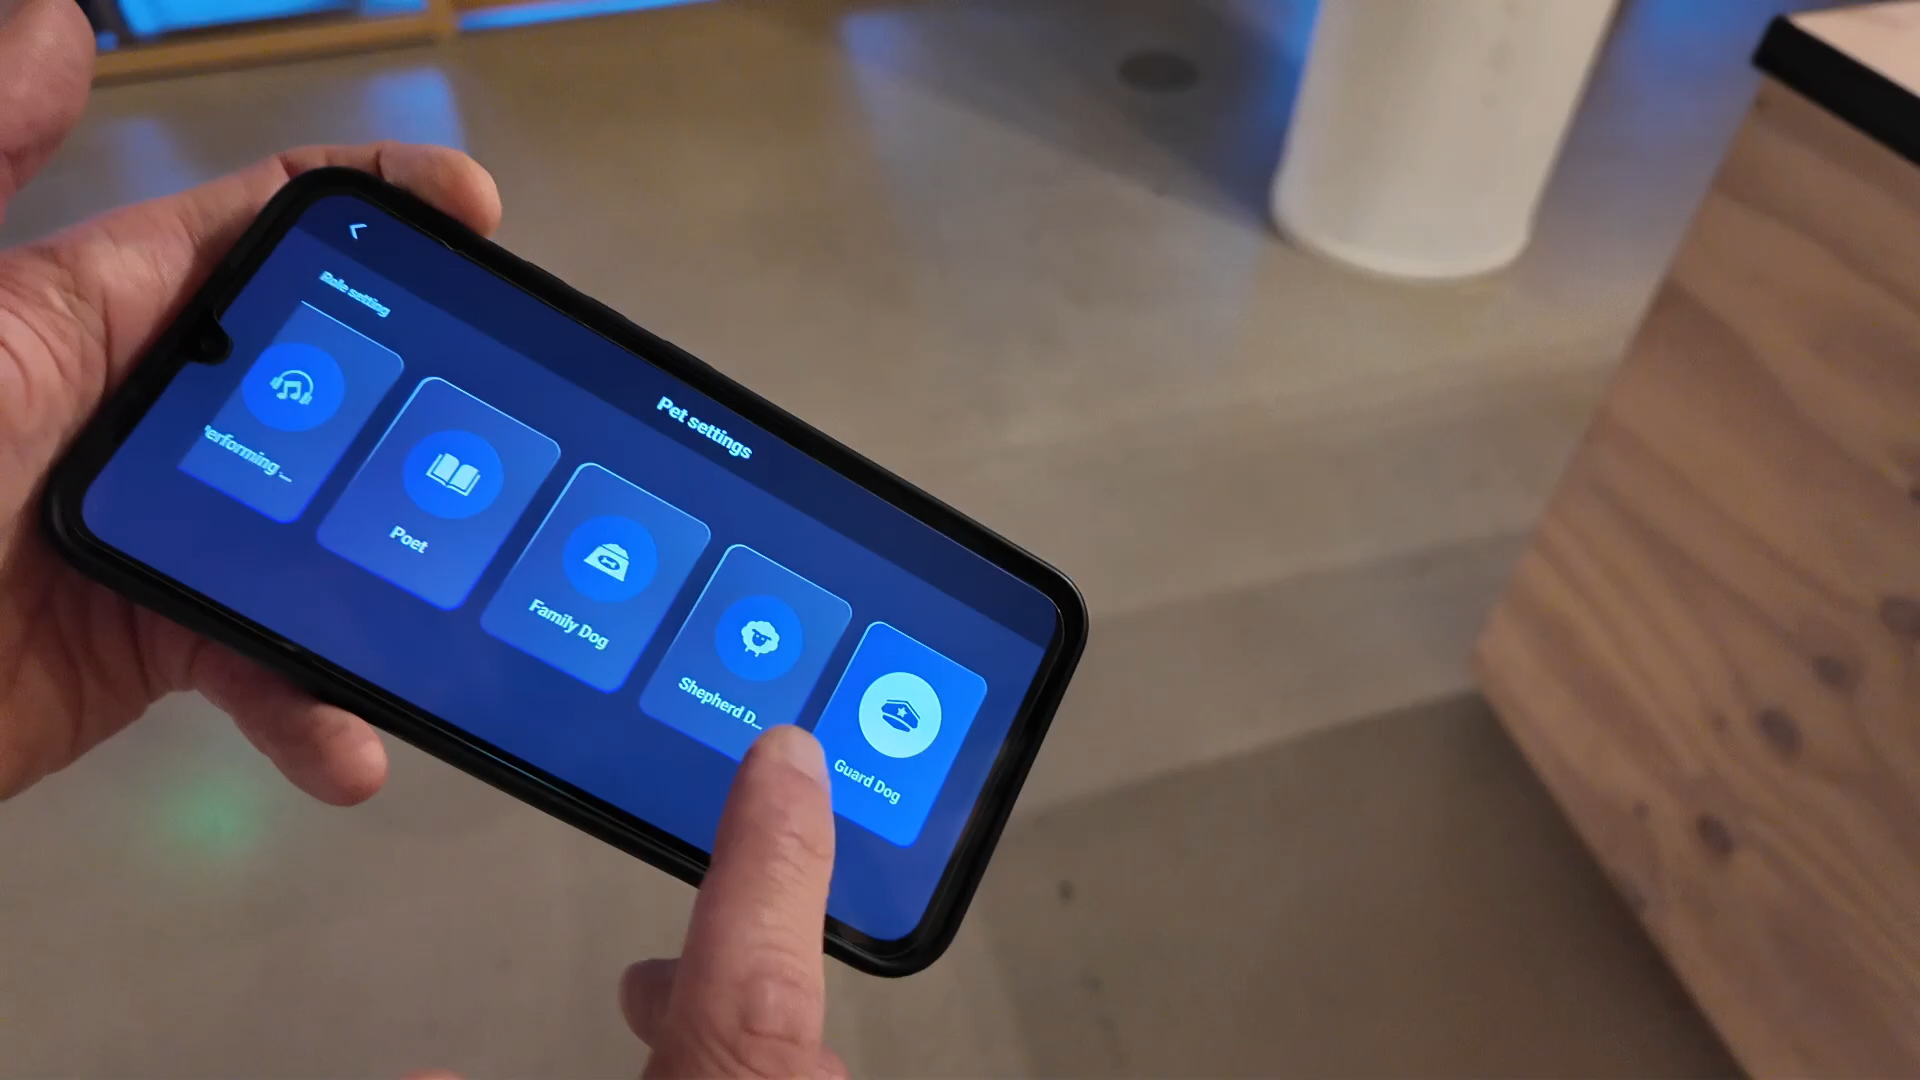 Pet settings
Role setting
erforming ...
Poet
Family Dog
Shepherd D...
Guard Dog